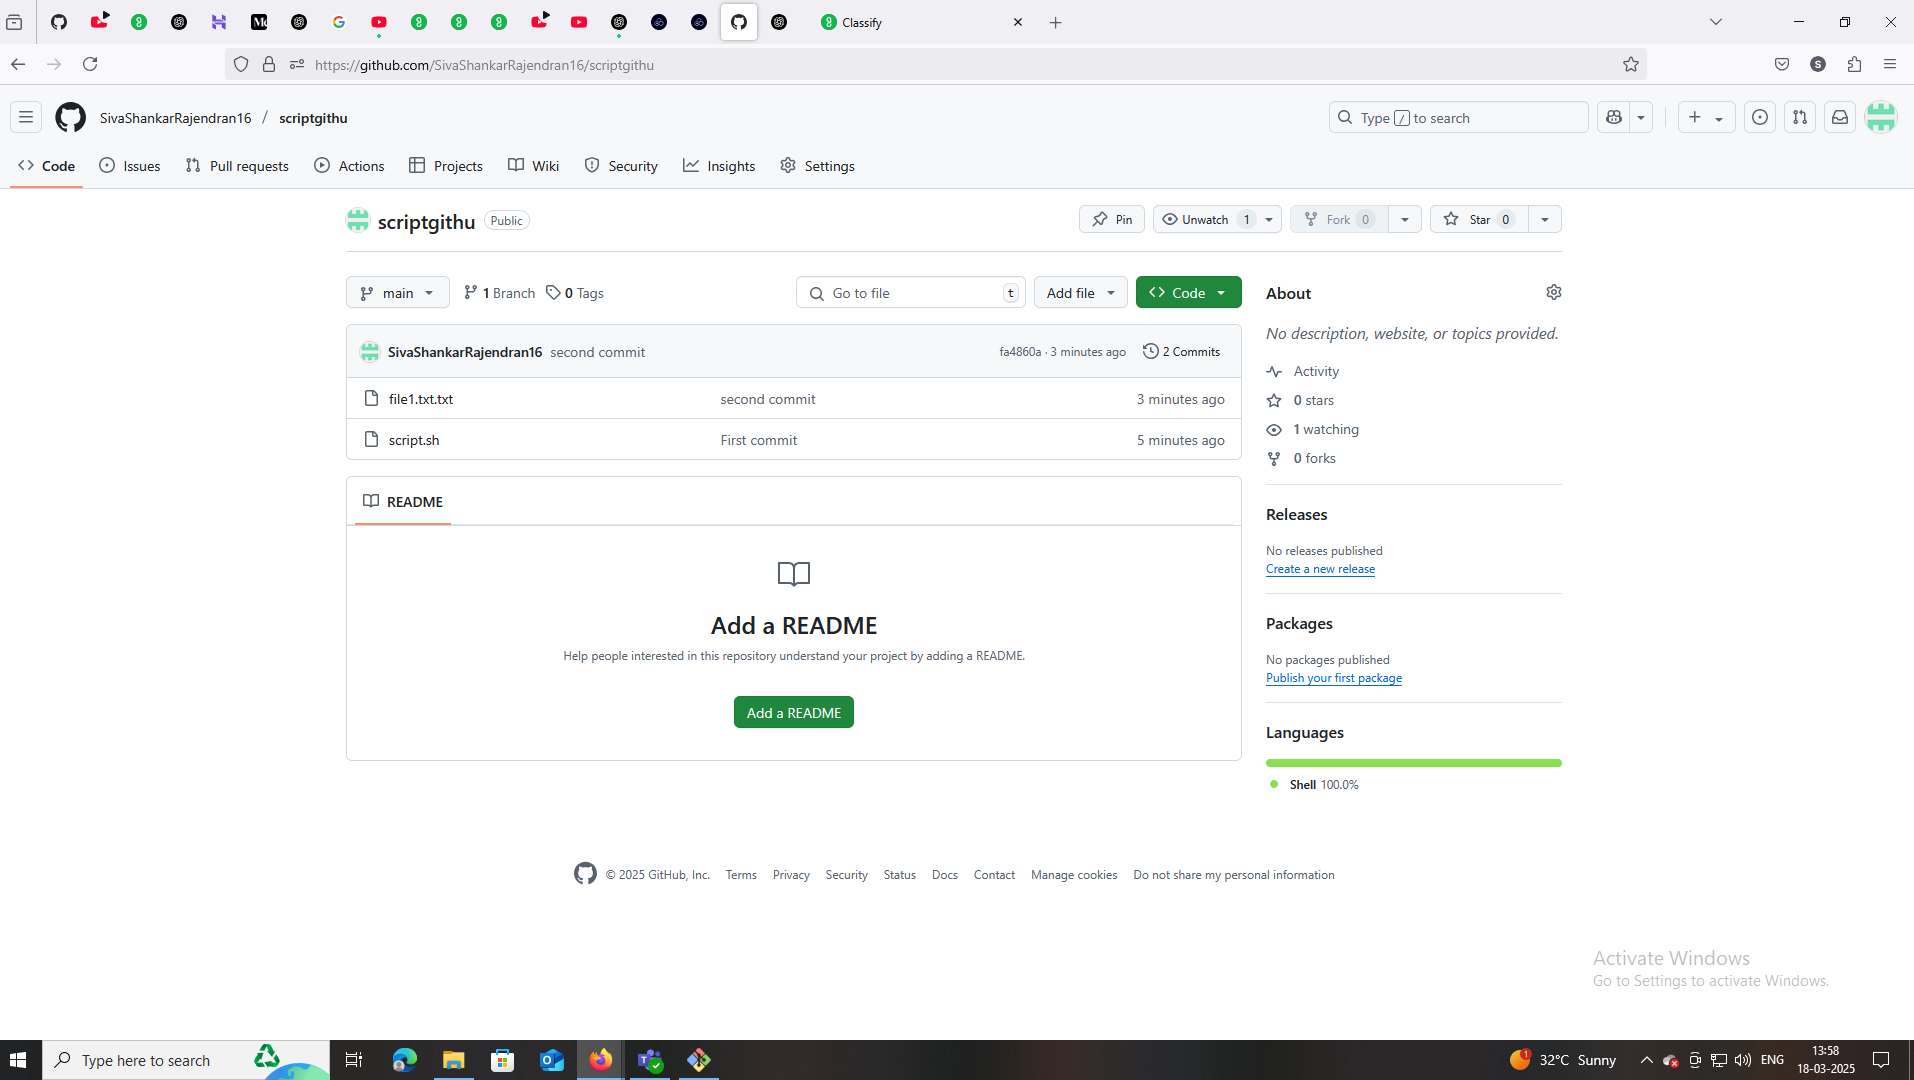 Classify
https://github.com/SivaShankarRajendran16/scriptgithu
SivaShankarRajendran16 / scriptgithu
Type / to search
Code Issues Pull requests Actions Projects Wiki Security Insights Settings
scriptgithu Public
Pin Unwatch 1 Fork 0 Star 0
main 1 Branch 0 Tags Go to file t Add file Code
About
No description, website, or topics provided.
SivaShankarRajendran16 second commit fa4860a · 3 minutes ago 2 Commits
Activity
file1.txt.txt second commit 3 minutes ago
0 stars
1 watching
script.sh First commit 5 minutes ago
0 forks
README
Releases
No releases published
Create a new release
Add a README
Help people interested in this repository understand your project by adding a README.
Add a README
Packages
No packages published
Publish your first package
Languages
Shell 100.0%
© 2025 GitHub, Inc. Terms Privacy Security Status Docs Contact Manage cookies Do not share my personal information
Activate Windows
Go to Settings to activate Windows.
Type here to search
1 32°C Sunny ENG
13:58
18-03-2025